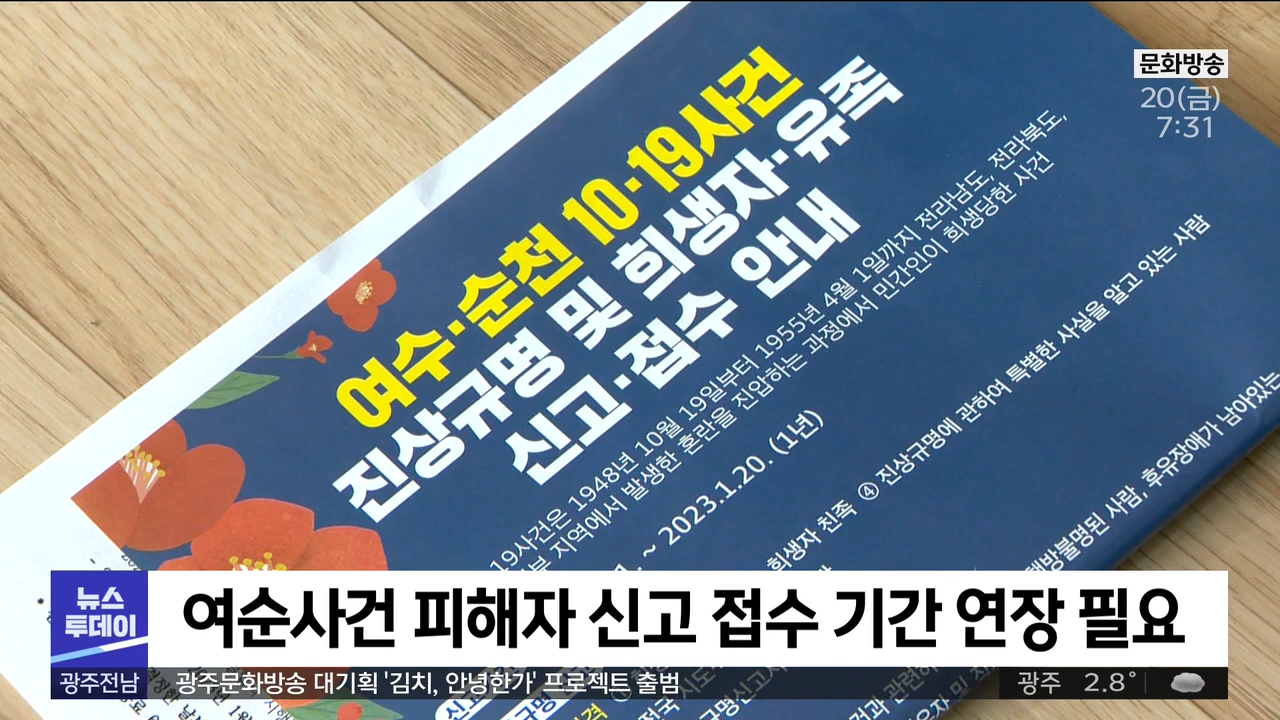 문화방송
20(금)
7:31
여수·순천 10·19사건
진상규명 및 희생자·유족
신고·접수 안내
19사건은 1948년 10월 19일부터 1955년 4월 1일까지 전라남도, 전라북도,
지역에서 발생한 혼란을 진압하는 과정에서 민간인이 희생당한 사건
~ 2023.1.20. (1년)
희생자 친족 ④ 진상규명에 관하여 특별한 사실을 알고 있는 사람
행방불명된 사람, 후유장애가 남아있는
뉴스
투데이
여순사건 피해자 신고 접수 기간 연장 필요
광주전남
광주문화방송 대기획 '김치, 안녕한가' 프로젝트 출범
광주 2.8°